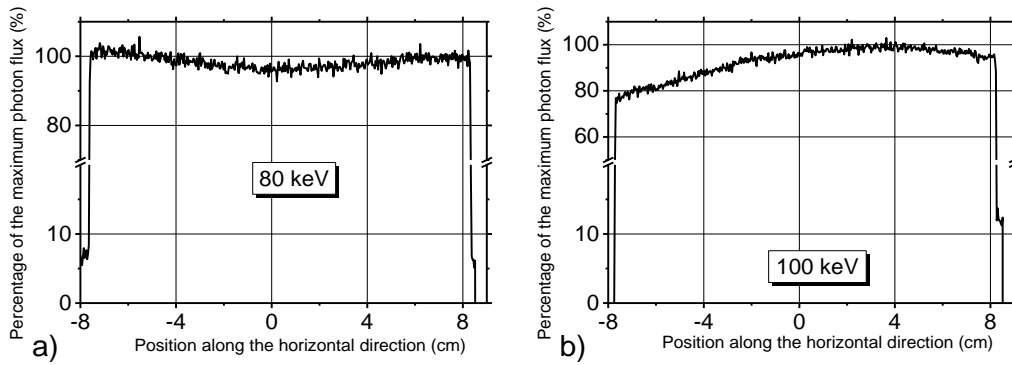 a)
Percentage of the maximum photon flux (%)
100
80
10
0
80 keV
-8
-4
0
4
8
Position along the horizontal direction (cm)
b)
Percentage of the maximum photon flux (%)
100
80
60
10
0
100 keV
-8
-4
0
4
8
Position along the horizontal direction (cm)